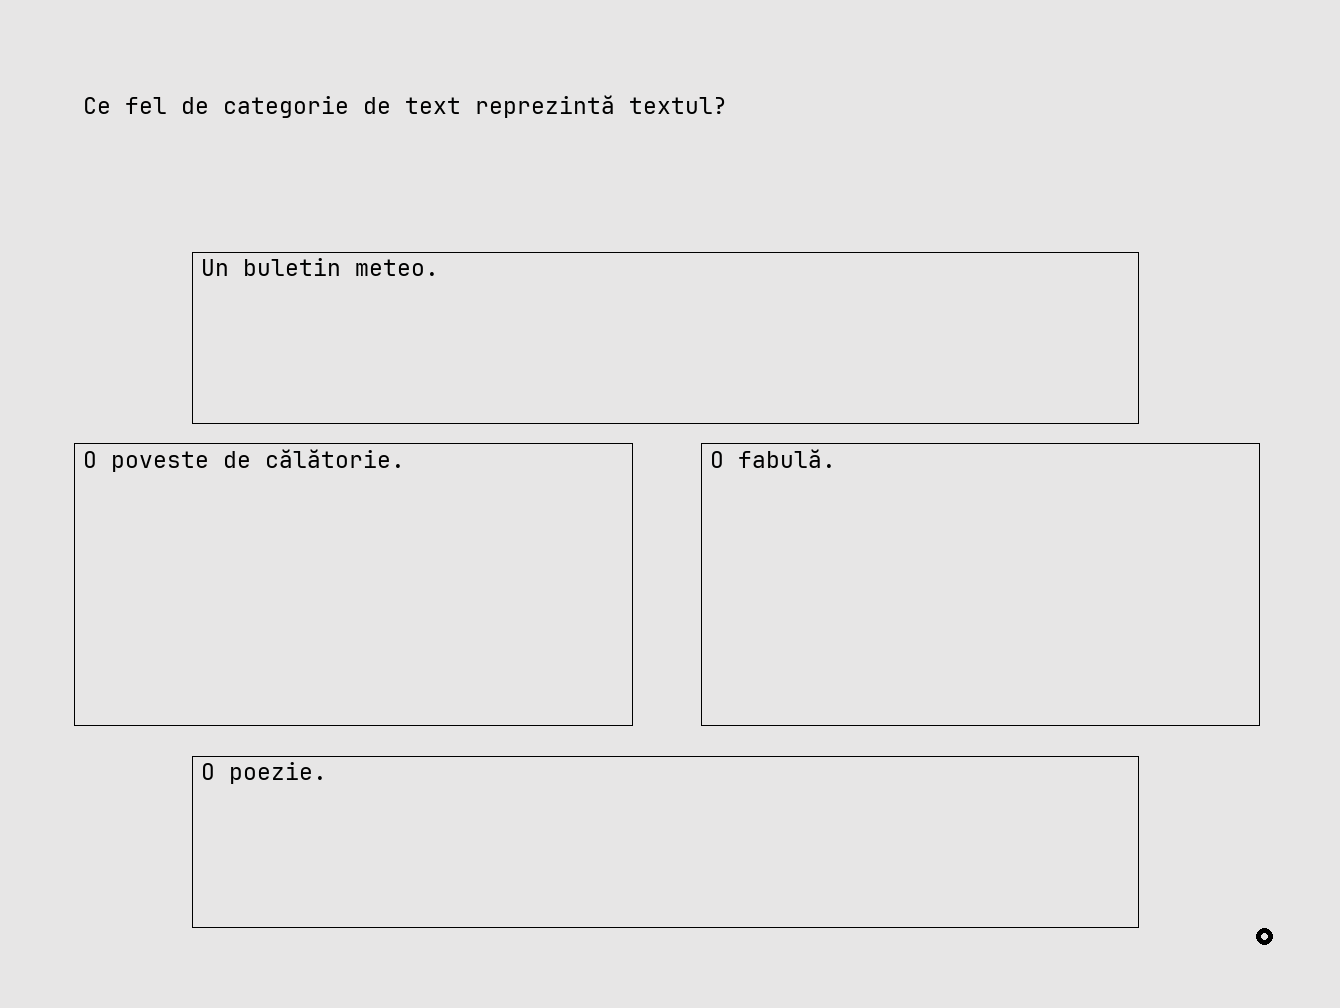 Ce fel de categorie de text reprezintă textul?
Un buletin meteo.
O poveste de călătorie.
O fabulă.
O poezie.